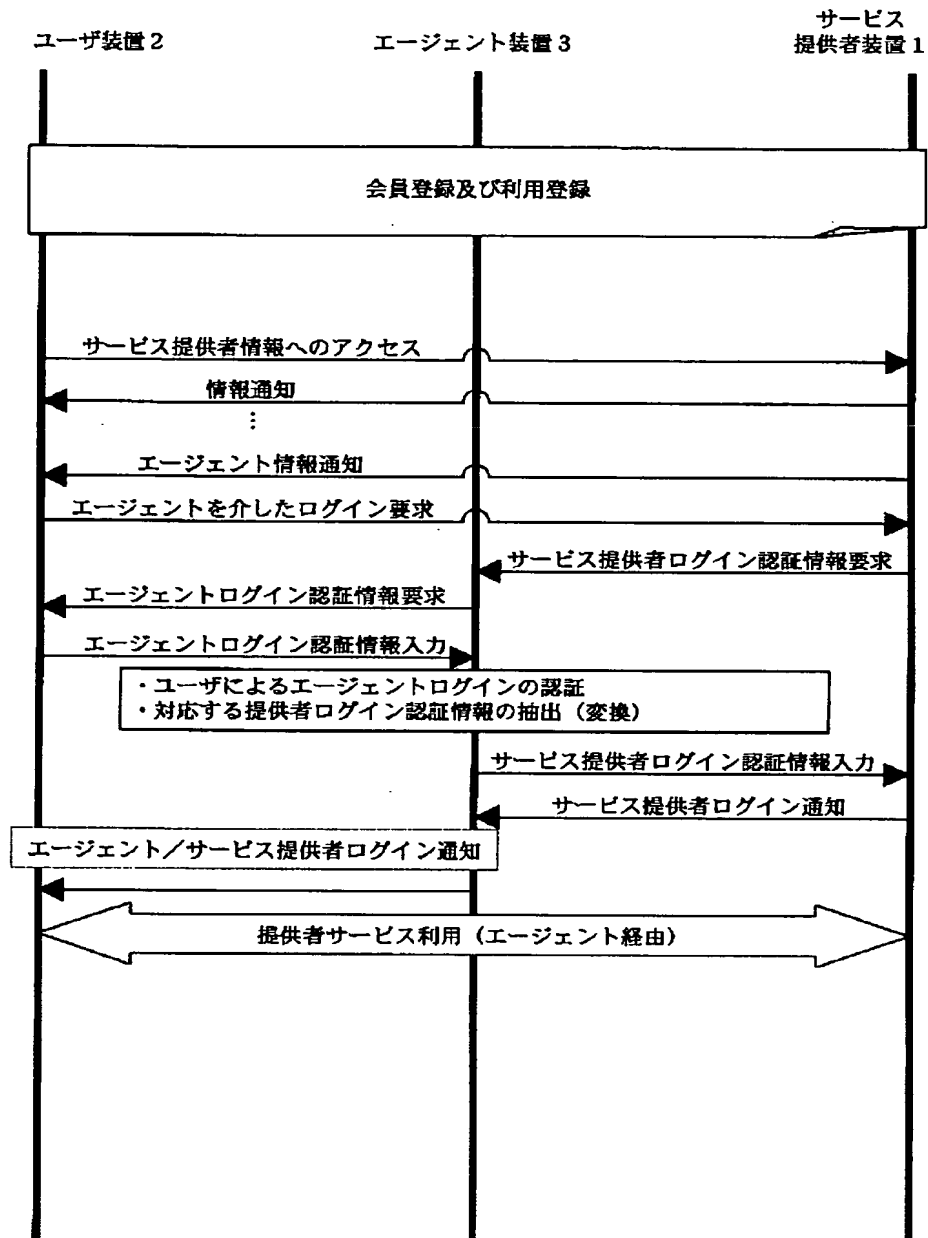 ユーザ装置2
エージェント装置3
サービス
提供者装置1
会員登録及び利用登録
サービス提供者情報へのアクセス
情報通知
⋮
エージェント情報通知
エージェントを介したログイン要求
サービス提供者ログイン認証情報要求
エージェントログイン認証情報要求
エージェントログイン認証情報入力
・ユーザによるエージェントログインの認証
・対応する提供者ログイン認証情報の抽出（変換）
サービス提供者ログイン認証情報入力
サービス提供者ログイン通知
エージェント／サービス提供者ログイン通知
提供者サービス利用（エージェント経由）